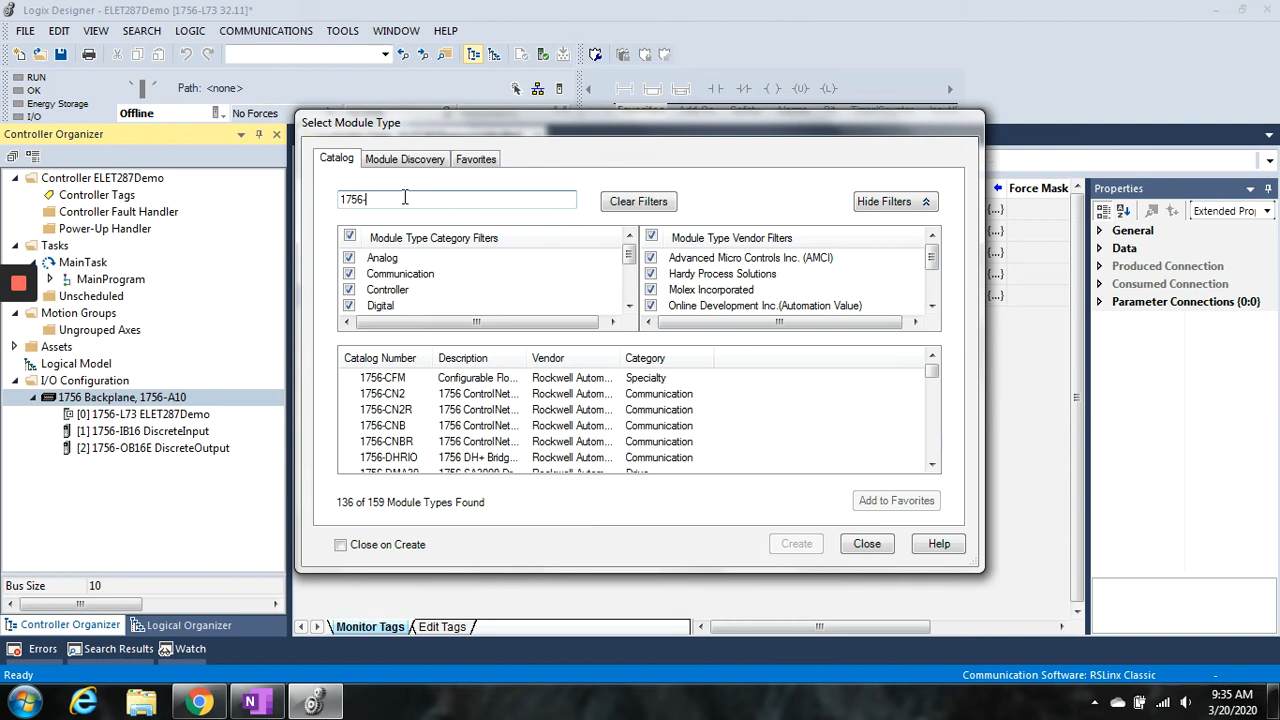 Logix Designer - ELET287Demo [1756-L73 32.11]*
FILE EDIT VIEW SEARCH LOGIC COMMUNICATIONS TOOLS WINDOW HELP
RUN
OK
Energy Storage
I/O
Path: <none>
Offline
No Forces
Controller Organizer
Controller ELET287Demo
Controller Tags
Controller Fault Handler
Power-Up Handler
Tasks
MainTask
MainProgram
Unscheduled
Motion Groups
Ungrouped Axes
Assets
Logical Model
I/O Configuration
1756 Backplane, 1756-A10
[0] 1756-L73 ELET287Demo
[1] 1756-IB16 DiscreteInput
[2] 1756-OB16E DiscreteOutput
Bus Size 10
Controller Organizer Logical Organizer
Select Module Type
Catalog Module Discovery Favorites
1756-
Clear Filters
Hide Filters
Module Type Category Filters
Analog
Communication
Controller
Digital
Module Type Vendor Filters
Advanced Micro Controls Inc. (AMCI)
Hardy Process Solutions
Molex Incorporated
Online Development Inc.(Automation Value)
Catalog Number Description Vendor Category
1756-CFM Configurable Flo... Rockwell Autom... Specialty
1756-CN2 1756 ControlNet... Rockwell Autom... Communication
1756-CN2R 1756 ControlNet... Rockwell Autom... Communication
1756-CNB 1756 ControlNet... Rockwell Autom... Communication
1756-CNBR 1756 ControlNet... Rockwell Autom... Communication
1756-DHRIO 1756 DH+ Bridg... Rockwell Autom... Communication
136 of 159 Module Types Found
Add to Favorites
Close on Create
Create
Close
Help
Force Mask
{...}
{...}
{...}
{...}
Monitor Tags Edit Tags
Properties
Extended Prop
General
Data
Produced Connection
Consumed Connection
Parameter Connections {0:0}
Errors Search Results Watch
Ready
Communication Software: RSLinx Classic
9:35 AM
3/20/2020